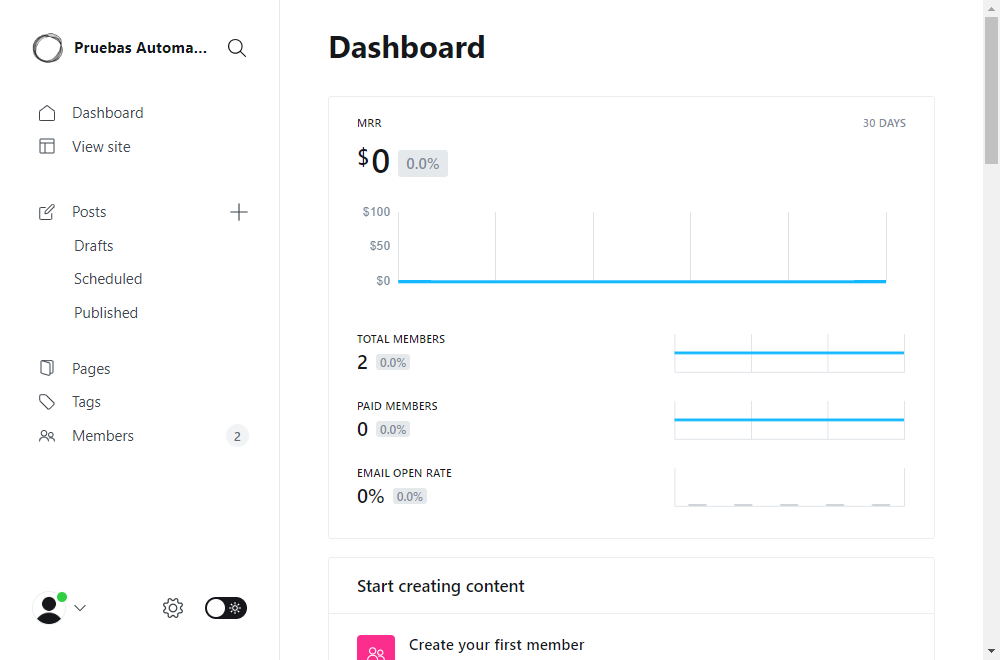 Pruebas Automa...
Dashboard
View site
Posts
Drafts
Scheduled
Published
Pages
Tags
Members 2
Dashboard
MRR 30 DAYS
$0 0.0%
$100
$50
$0
TOTAL MEMBERS
2 0.0%
PAID MEMBERS
0 0.0%
EMAIL OPEN RATE
0% 0.0%
Start creating content
Create your first member